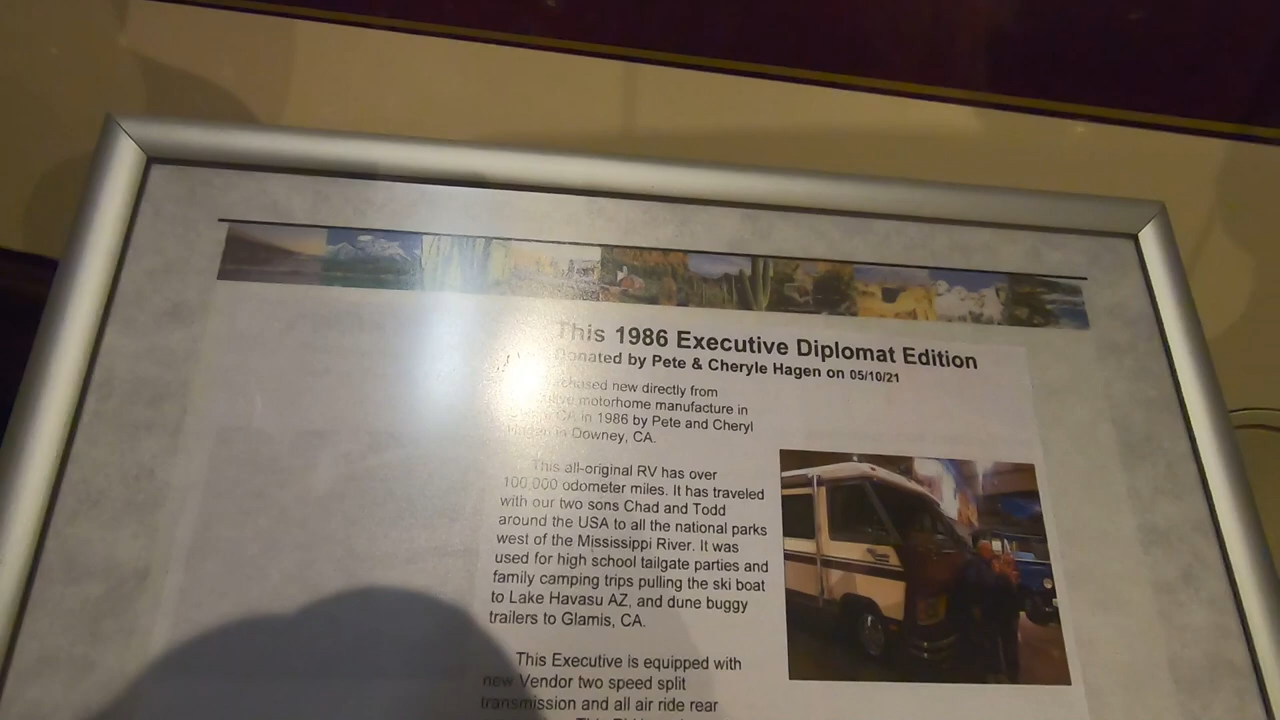 This 1986 Executive Diplomat Edition
Donated by Pete & Cheryle Hagen on 05/10/21
chased new directly from
motorhome manufacture in
CA in 1986 by Pete and Cheryl
Hagen in Downey, CA.
This all-original RV has over
100,000 odometer miles. It has traveled
with our two sons Chad and Todd
around the USA to all the national parks
west of the Mississippi River. It was
used for high school tailgate parties and
family camping trips pulling the ski boat
to Lake Havasu AZ, and dune buggy
trailers to Glamis, CA.
This Executive is equipped with
new Vendor two speed split
transmission and all air ride rear